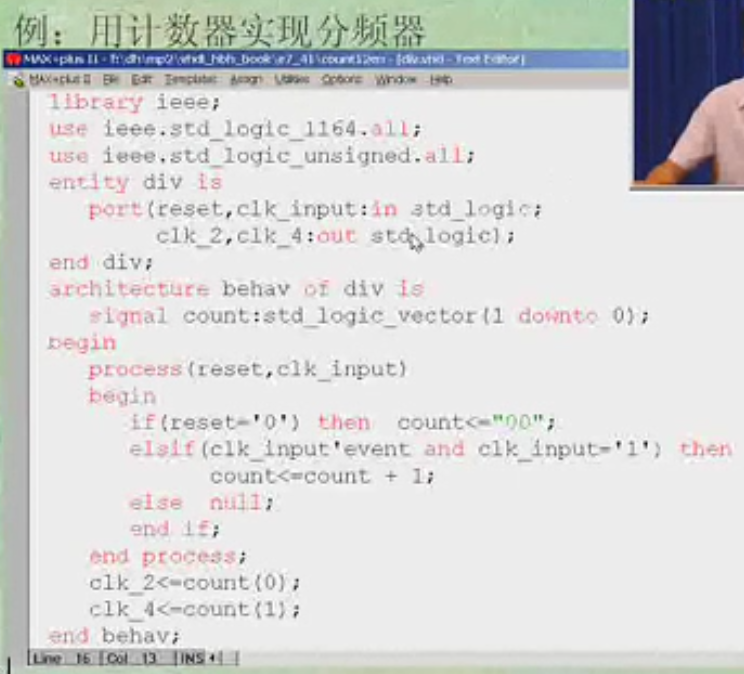 例：用计数器实现分频器
MAX+plus II - f:\dh\mp2\vhdl_hbh_book\e7_41\count12en - [div.vhd - Text Editor]
MAX+plus II File Edit Templates Assign Utilities Options Window Help
library ieee;
use ieee.std_logic_1164.all;
use ieee.std_logic_unsigned.all;
entity div is
port(reset,clk_input:in std_logic;
clk_2,clk_4:out std_logic);
end div;
architecture behav of div is
signal count:std_logic_vector(1 downto 0);
begin
process(reset,clk_input)
begin
if(reset='0') then count<="00";
elsif(clk_input'event and clk_input='1') then
count<=count + 1;
else null;
end if;
end process;
clk_2<=count(0);
clk_4<=count(1);
end behav;
Line 16 Col 13 INS